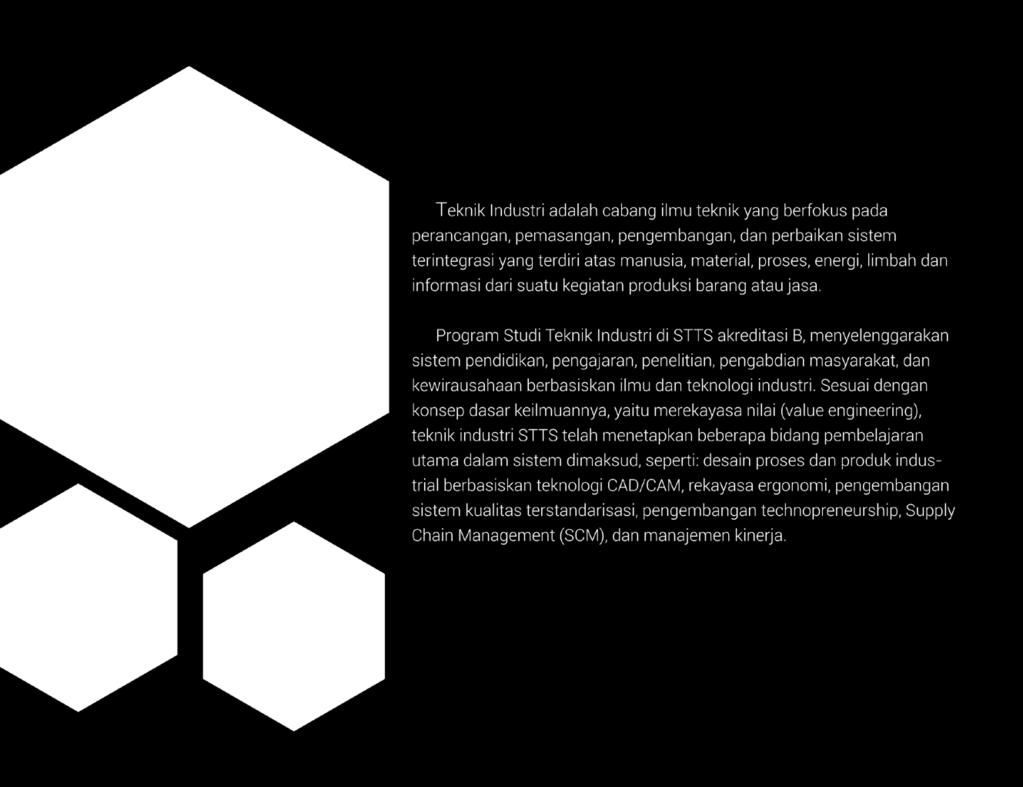 Teknik Industri adalah cabang ilmu teknik yang berfokus pada
perancangan, pemasangan, pengembangan, dan perbaikan sistem
terintegrasi yang terdiri atas manusia, material, proses, energi, limbah dan
informasi dari suatu kegiatan produksi barang atau jasa.
Program Studi Teknik Industri di STTS akreditasi B, menyelenggarakan
sistem pendidikan, pengajaran, penelitian, pengabdian masyarakat, dan
kewirausahaan berbasiskan ilmu dan teknologi industri. Sesuai dengan
konsep dasar keilmuannya, yaitu merekayasa nilai (value engineering),
teknik industri STTS telah menetapkan beberapa bidang pembelajaran
utama dalam sistem dimaksud, seperti: desain proses dan produk indus-
trial berbasiskan teknologi CAD/CAM, rekayasa ergonomi, pengembangan
sistem kualitas terstandarisasi, pengembangan technopreneurship, Supply
Chain Management (SCM), dan manajemen kinerja.